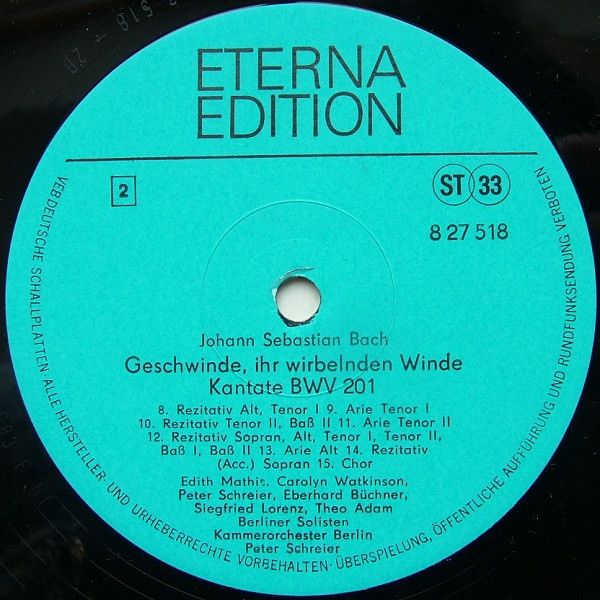 ETERNA
EDITION
2
ST 33
8 27 518
Johann Sebastian Bach
Geschwinde, ihr wirbelnden Winde
Kantate BWV 201
8. Rezitativ Alt, Tenor I 9. Arie Tenor I
10. Rezitativ Tenor II, Baß II 11. Arie Tenor II
12. Rezitativ Sopran, Alt, Tenor I, Tenor II,
Baß I, Baß II 13. Arie Alt 14. Rezitativ
(Acc.) Sopran 15. Chor
Edith Mathis, Carolyn Watkinson,
Peter Schreier, Eberhard Büchner,
Siegfried Lorenz, Theo Adam
Berliner Solisten
Kammerorchester Berlin
Peter Schreier
VEB DEUTSCHE SCHALLPLATTEN ALLE HERSTELLER- UND URHEBERRECHTE VORBEHALTEN-ÜBERSPIELUNG, ÖFFENTLICHE AUFFÜHRUNG UND RUNDFUNKSENDUNG VERBOTEN